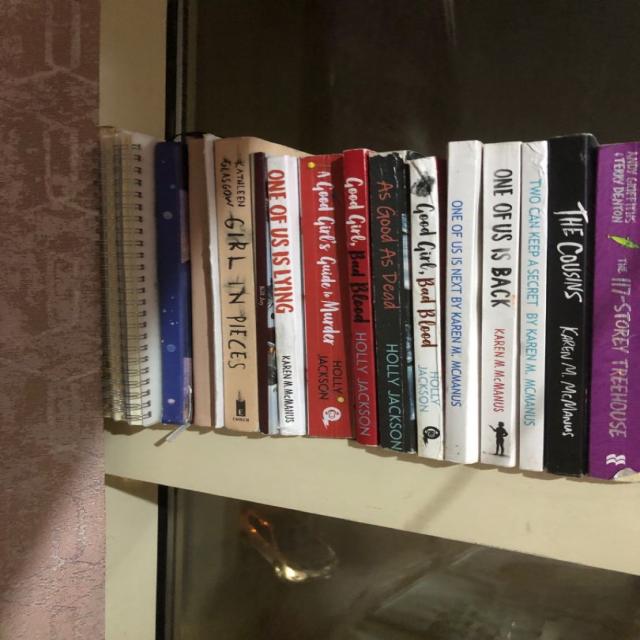 KATHLEEN
GLASGOW
GIRL IN PIECES
ONE OF US IS LYING
KAREN M. McMANUS
A Good Girl's Guide to Murder
HOLLY
JACKSON
Good Girl, Bad Blood
HOLLY JACKSON
As Good As Dead
HOLLY JACKSON
Good Girl, Bad Blood
HOLLY
JACKSON
ONE OF US IS NEXT BY KAREN M. McMANUS
ONE OF US IS BACK
KAREN M. McMANUS
TWO CAN KEEP A SECRET BY KAREN M. McMANUS
THE COUSINS
KAREN M. McMANUS
ANDY GRIFFITHS
& TERRY DENTON
THE 117-STOREY TREEHOUSE